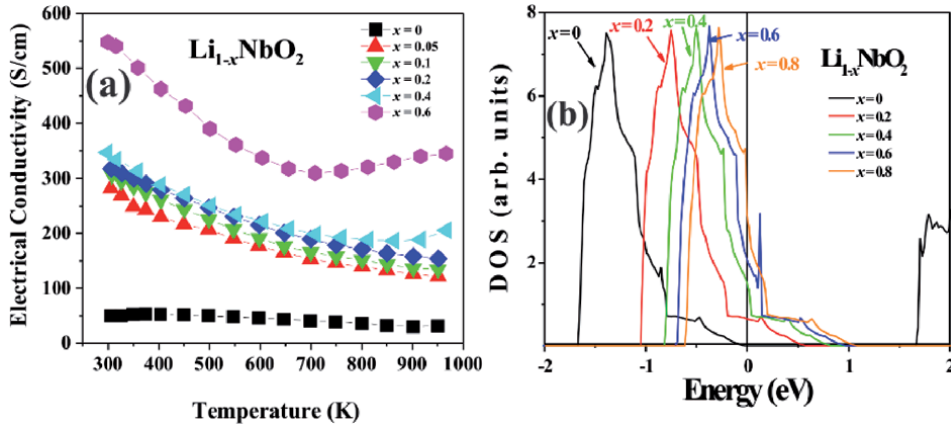 600
500
400
300
200
100
0
Electrical Conductivity (S/cm)
(a)
Li1-xNbO2
x = 0
x = 0.05
x = 0.1
x = 0.2
x = 0.4
x = 0.6
300 400 500 600 700 800 900 1000
Temperature (K)
8
6
4
2
DOS (arb. units)
(b)
x=0
x=0.2
x=0.4
x=0.6
x=0.8
Li1-xNbO2
x=0
x=0.2
x=0.4
x=0.6
x=0.8
-2 -1 0 1 2
Energy (eV)